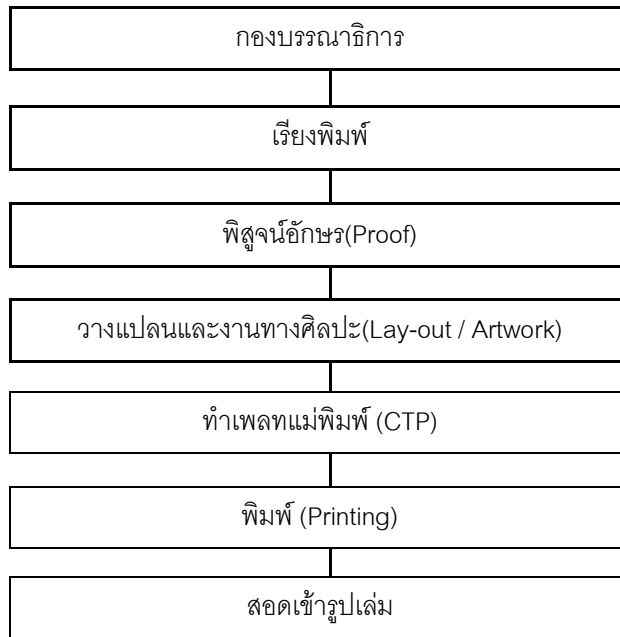 กองบรรณาธิการ
เรียงพิมพ์
พิสูจน์อักษร(Proof)
วางแปลนและงานทางศิลปะ(Lay-out / Artwork)
ทำเพลทแม่พิมพ์ (CTP)
พิมพ์ (Printing)
สอดเข้ารูปเล่ม